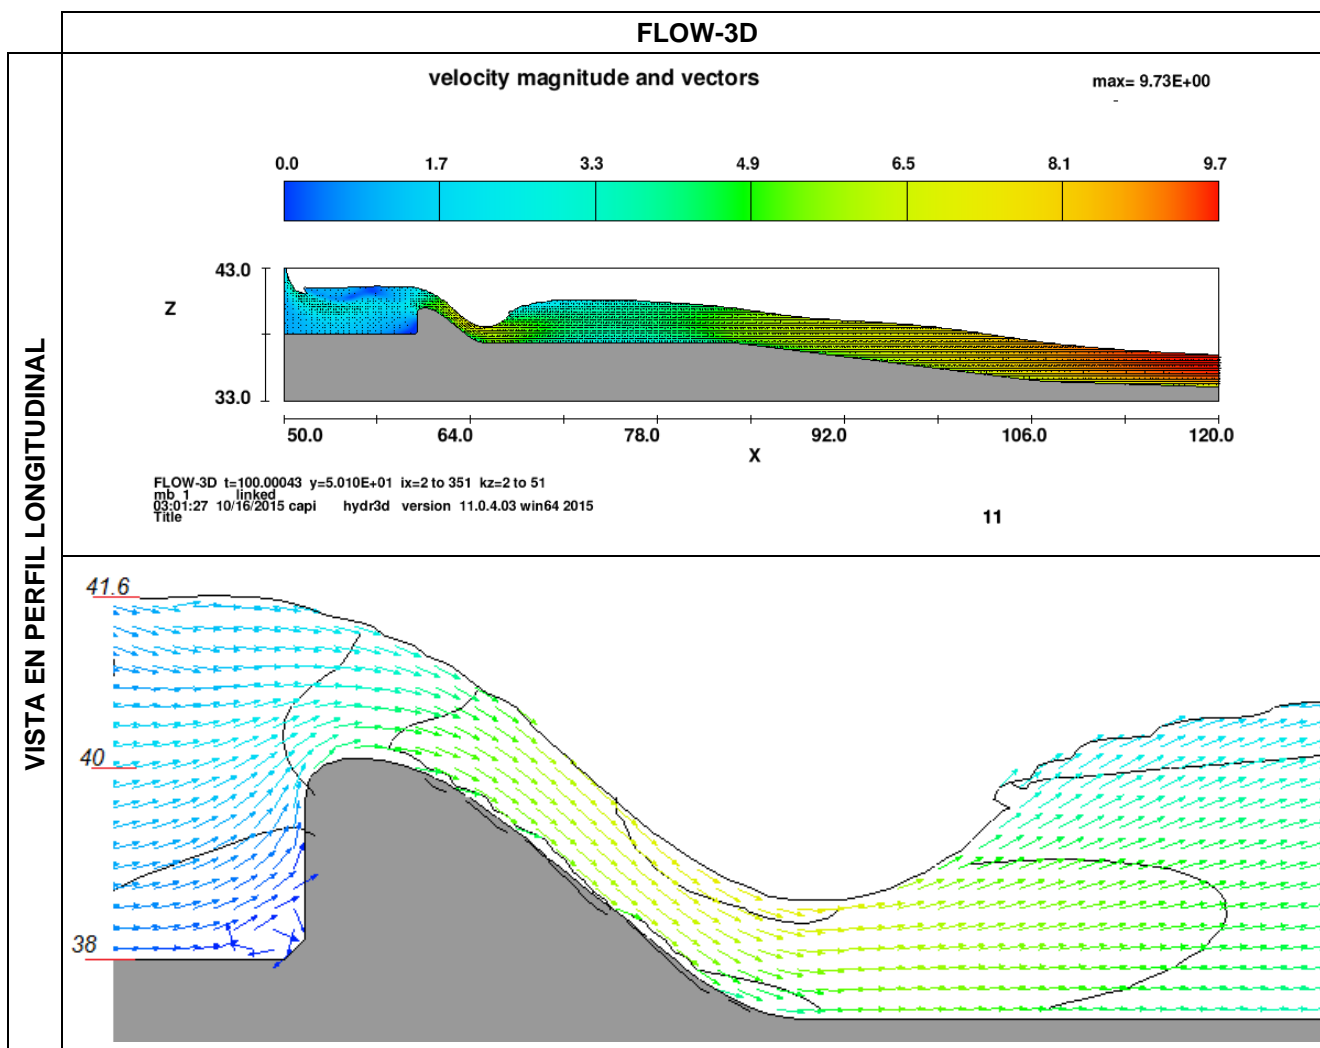 FLOW-3D
VISTA EN PERFIL LONGITUDINAL
velocity magnitude and vectors
max= 9.73E+00
0.0 1.7 3.3 4.9 6.5 8.1 9.7
43.0
Z
33.0
50.0 64.0 78.0 92.0 106.0 120.0
X
FLOW-3D t=100.00043 y=5.010E+01 ix=2 to 351 kz=2 to 51
mb 1 linked
03:01:27 10/16/2015 capi hydr3d version 11.0.4.03 win64 2015
Title
11
41.6
40
38